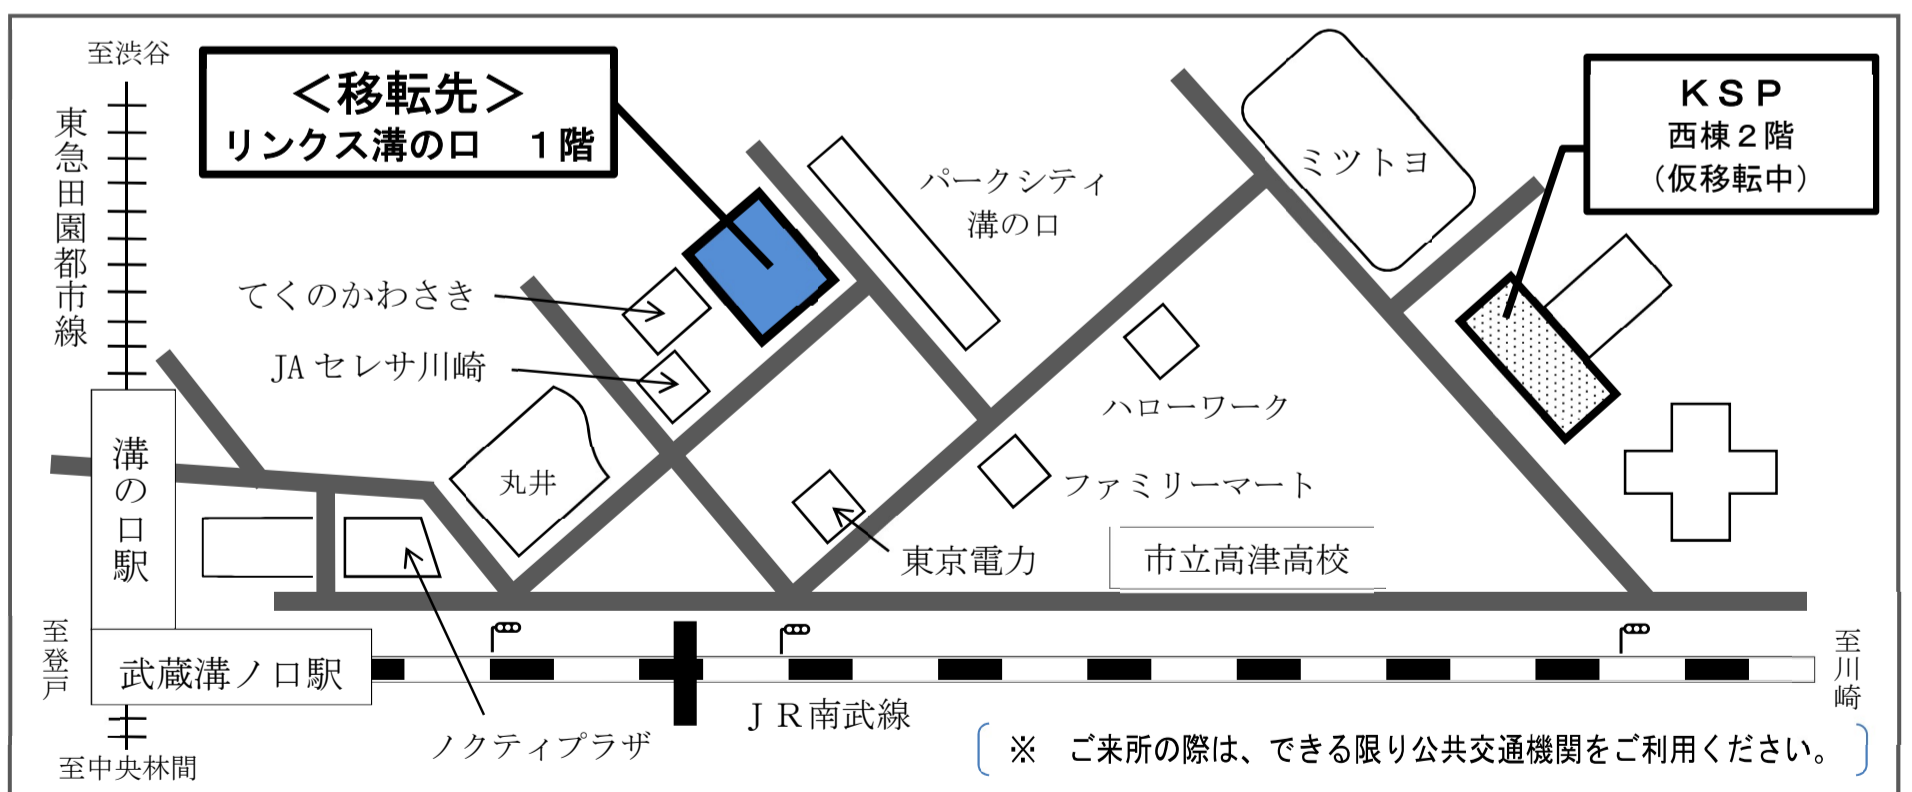 至渋谷
東急田園都市線
＜移転先＞
リンクス溝の口　１階
ＫＳＰ
西棟２階
（仮移転中）
ミツトヨ
パークシティ
溝の口
てくのかわさき
JAセレサ川崎
ハローワーク
丸井
ファミリーマート
溝の口駅
東京電力
市立高津高校
至登戸
武蔵溝ノ口駅
至川崎
ＪＲ南武線
ノクティプラザ
※　ご来所の際は、できる限り公共交通機関をご利用ください。
至中央林間